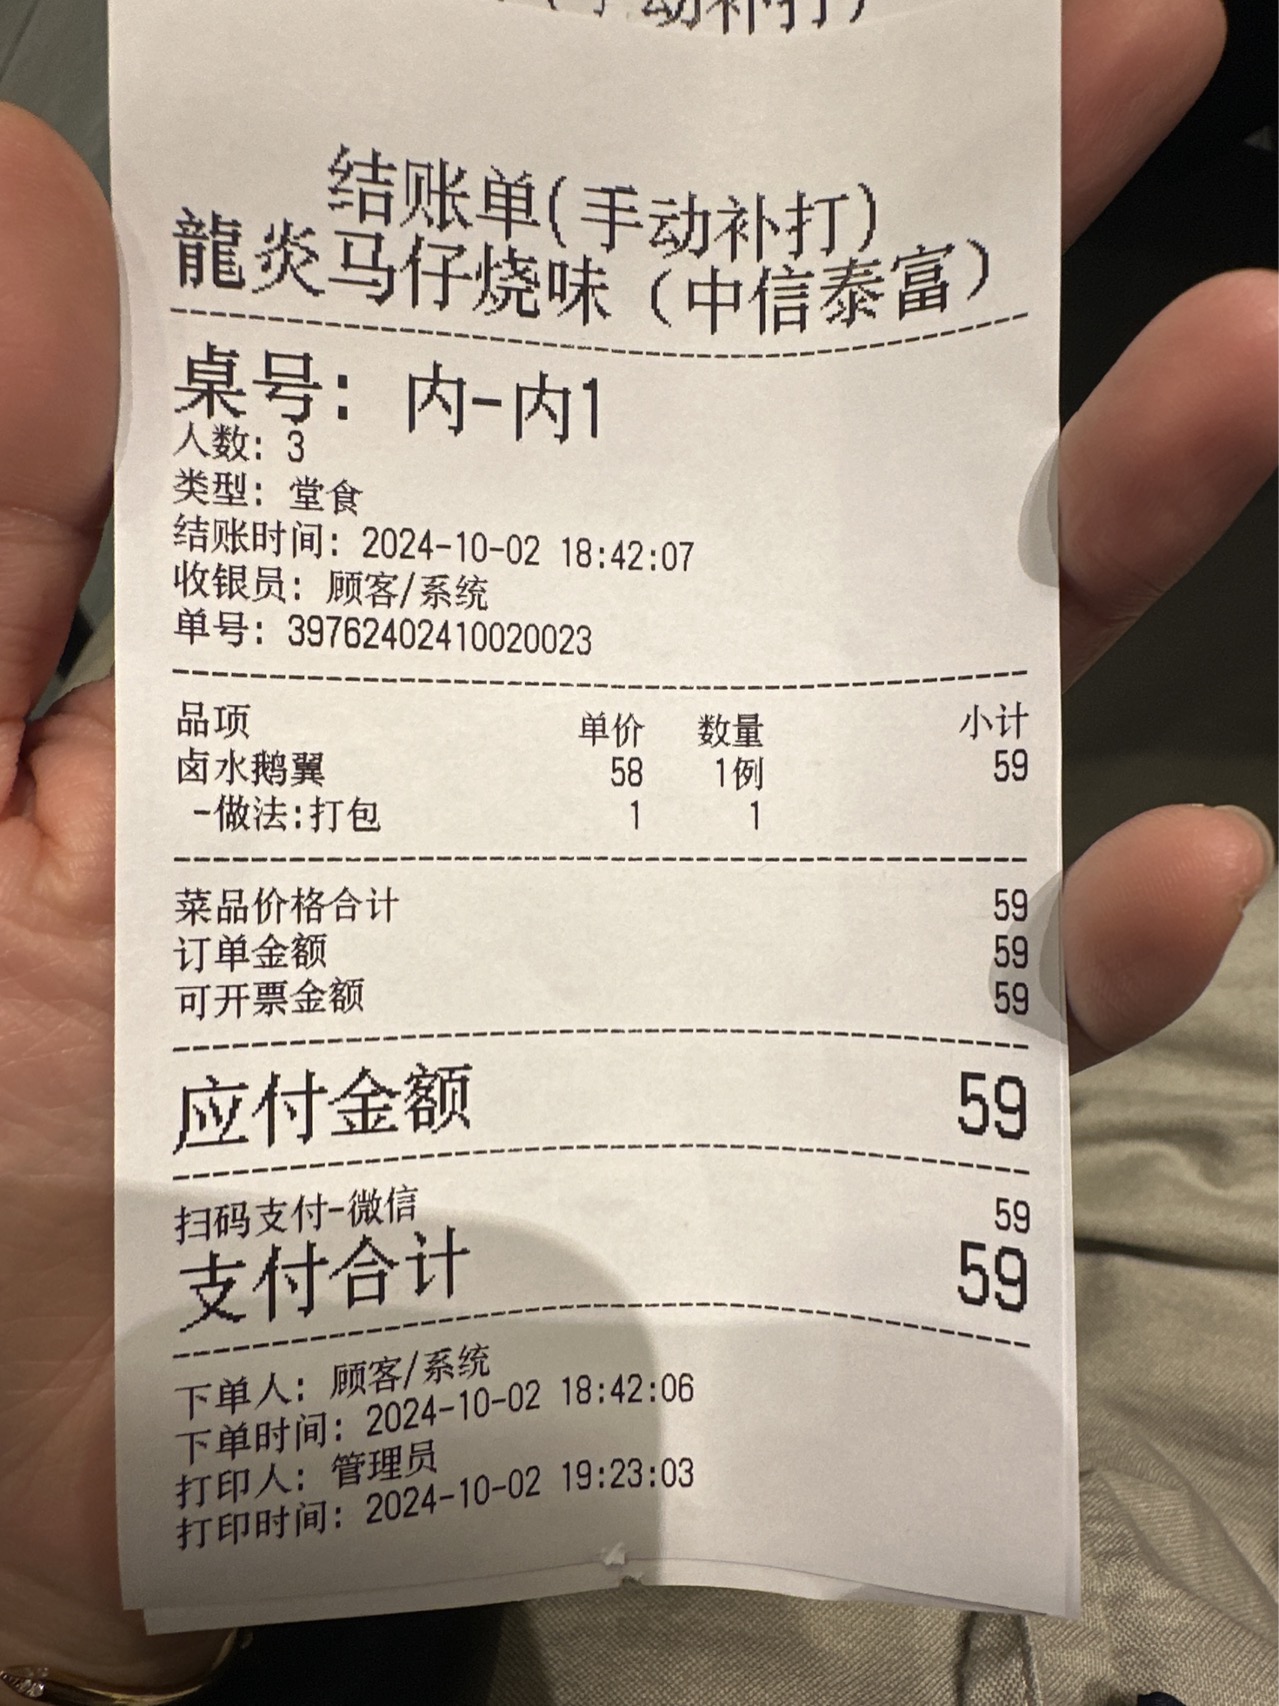 (手动补打)
结账单(手动补打)
龍炎马仔烧味（中信泰富）
桌号: 内-内1
人数: 3
类型: 堂食
结账时间: 2024-10-02 18:42:07
收银员: 顾客/系统
单号: 39762402410020023
品项 单价 数量 小计
卤水鹅翼 58 1例 59
-做法:打包 1 1
菜品价格合计 59
订单金额 59
可开票金额 59
应付金额 59
扫码支付-微信 59
支付合计 59
下单人: 顾客/系统
下单时间: 2024-10-02 18:42:06
打印人: 管理员
打印时间: 2024-10-02 19:23:03